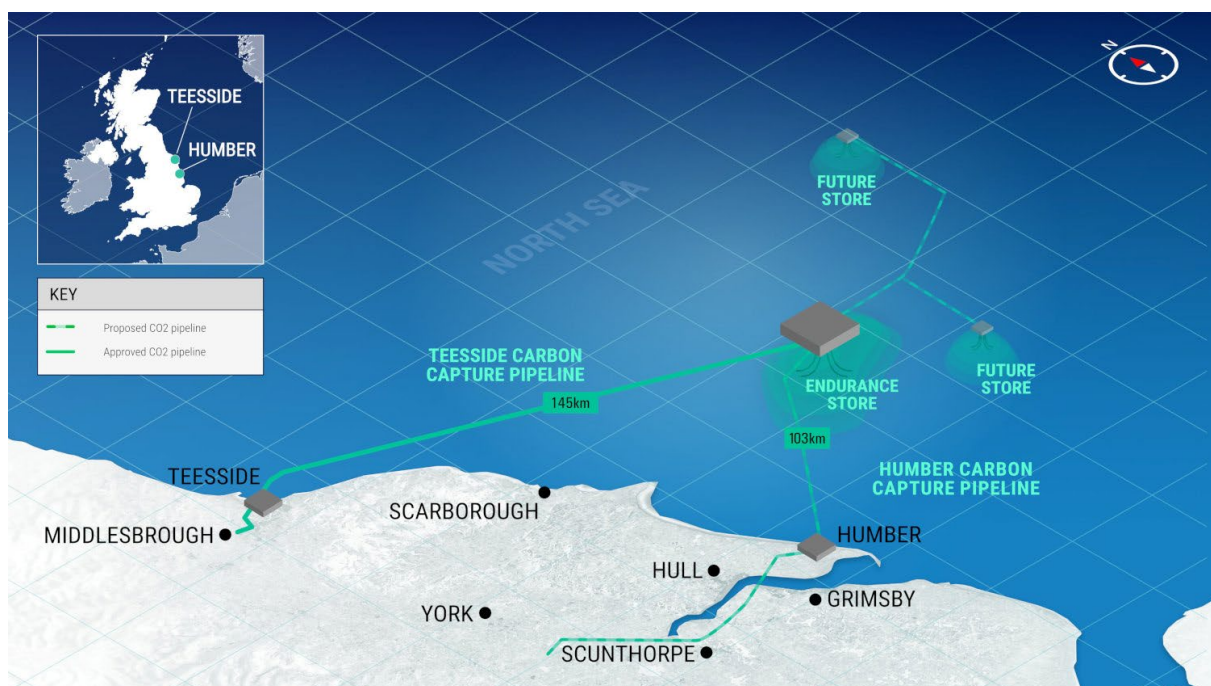 N
TEESSIDE
HUMBER
KEY
Proposed CO2 pipeline
Approved CO2 pipeline
NORTH SEA
FUTURE
STORE
TEESSIDE CARBON
CAPTURE PIPELINE
145km
ENDURANCE
STORE
FUTURE
STORE
103km
HUMBER CARBON
CAPTURE PIPELINE
TEESSIDE
SCARBOROUGH
MIDDLESBROUGH
HUMBER
HULL
GRIMSBY
YORK
SCUNTHORPE